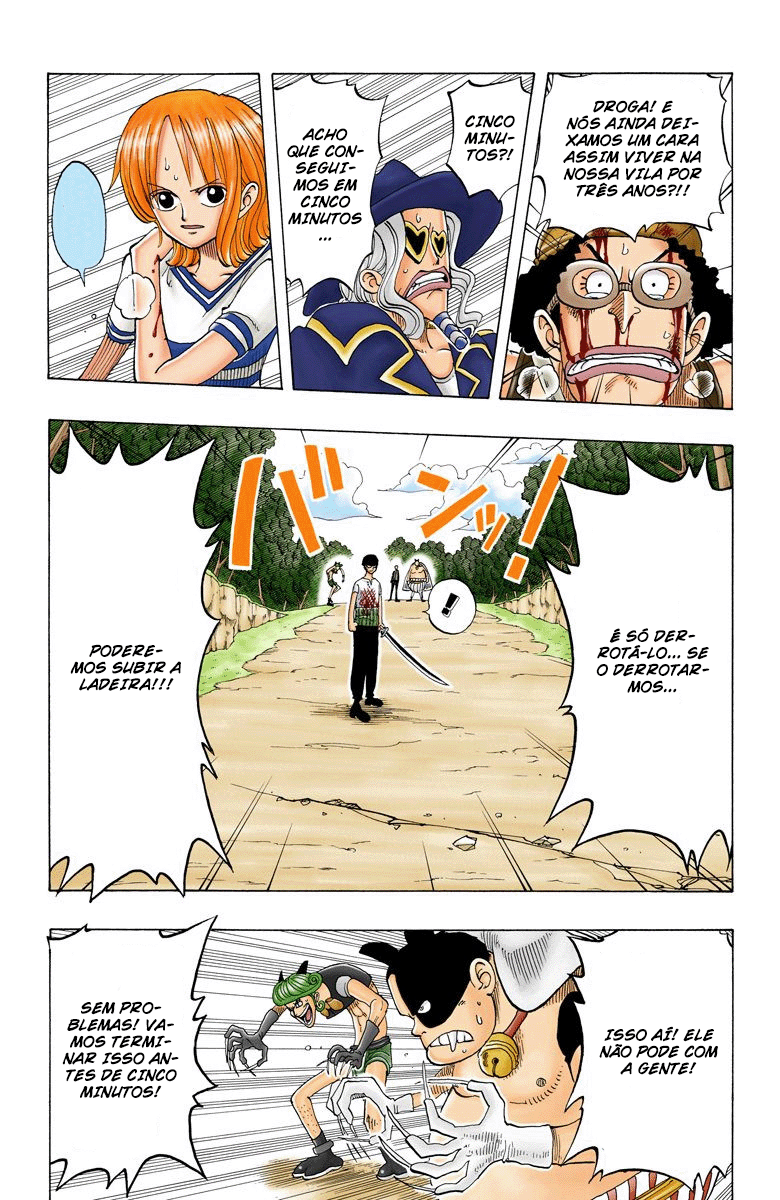 DROGA! E
NÓS AINDA DEI-
XAMOS UM CARA
ASSIM VIVER NA
NOSSA VILA POR
TRÊS ANOS?!!
CINCO
MINU-
TOS?!
ACHO
QUE CON-
SEGUI-
MOS EM
CINCO
MINUTOS
...
バンッ!
!
É SÓ DER-
ROTÁ-LO... SE
O DERROTAR-
MOS...
PODERE-
MOS SUBIR A
LADEIRA!!!
ISSO AÍ! ELE
NÃO PODE COM
A GENTE!
SEM PRO-
BLEMAS! VA-
MOS TERMI-
NAR ISSO AN-
TES DE CINCO
MINUTOS!